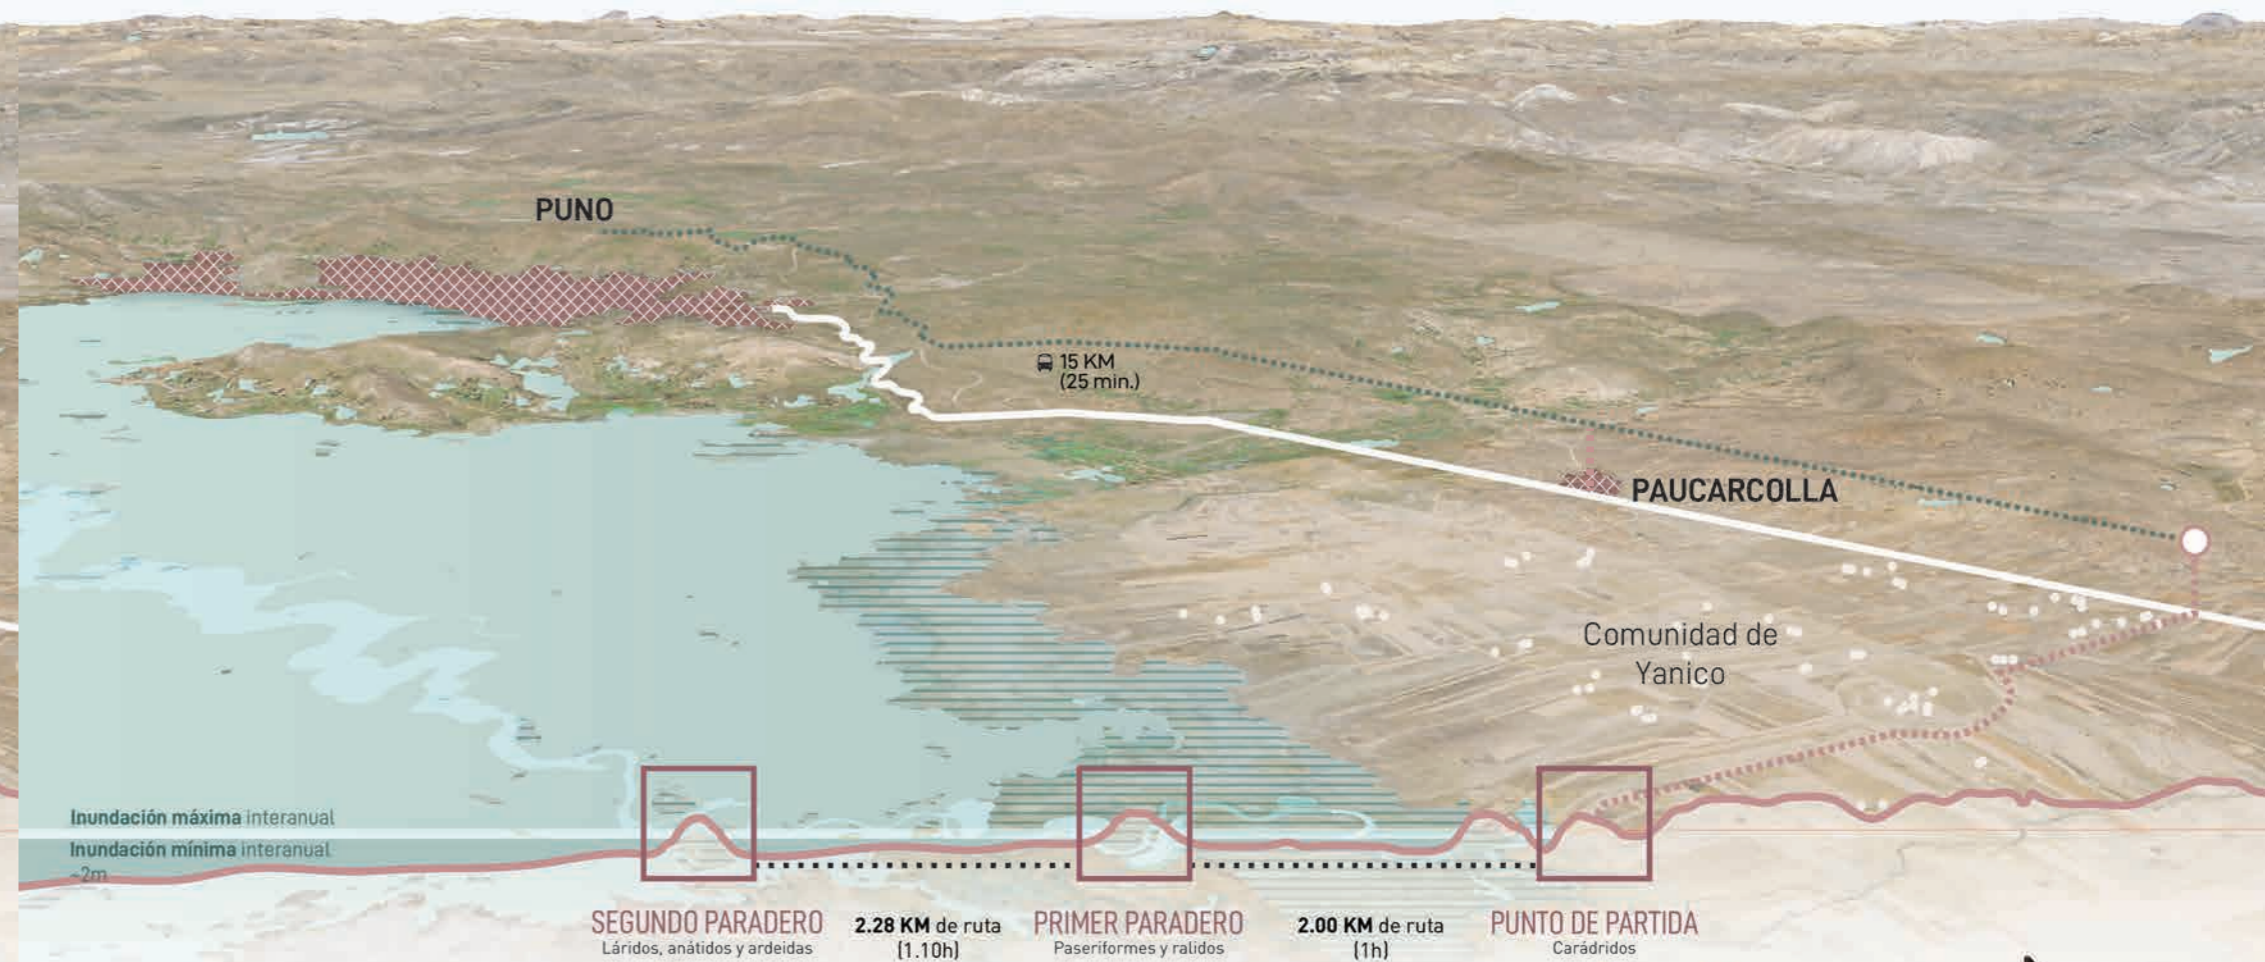 PUNO
15 KM
(25 min.)
PAUCARCOLLA
Comunidad de
Yanico
Inundación máxima interanual
Inundación mínima interanual
~2m
SEGUNDO PARADERO
Láridos, anátidos y ardeidas
2.28 KM de ruta
(1.10h)
PRIMER PARADERO
Paseriformes y ralidos
2.00 KM de ruta
(1h)
PUNTO DE PARTIDA
Carádridos